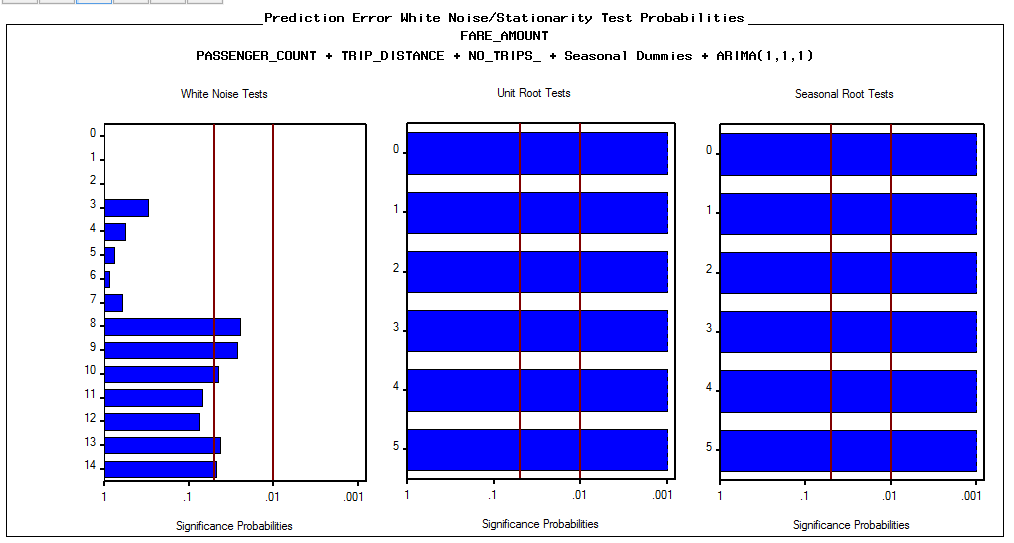 Prediction Error White Noise/Stationarity Test Probabilities
FARE_AMOUNT
PASSENGER_COUNT + TRIP_DISTANCE + NO_TRIPS_ + Seasonal Dummies + ARIMA(1,1,1)
White Noise Tests
0
1
2
3
4
5
6
7
8
9
10
11
12
13
14
1 .1 .01 .001
Significance Probabilities
Unit Root Tests
0
1
2
3
4
5
1 .1 .01 .001
Significance Probabilities
Seasonal Root Tests
0
1
2
3
4
5
1 .1 .01 .001
Significance Probabilities